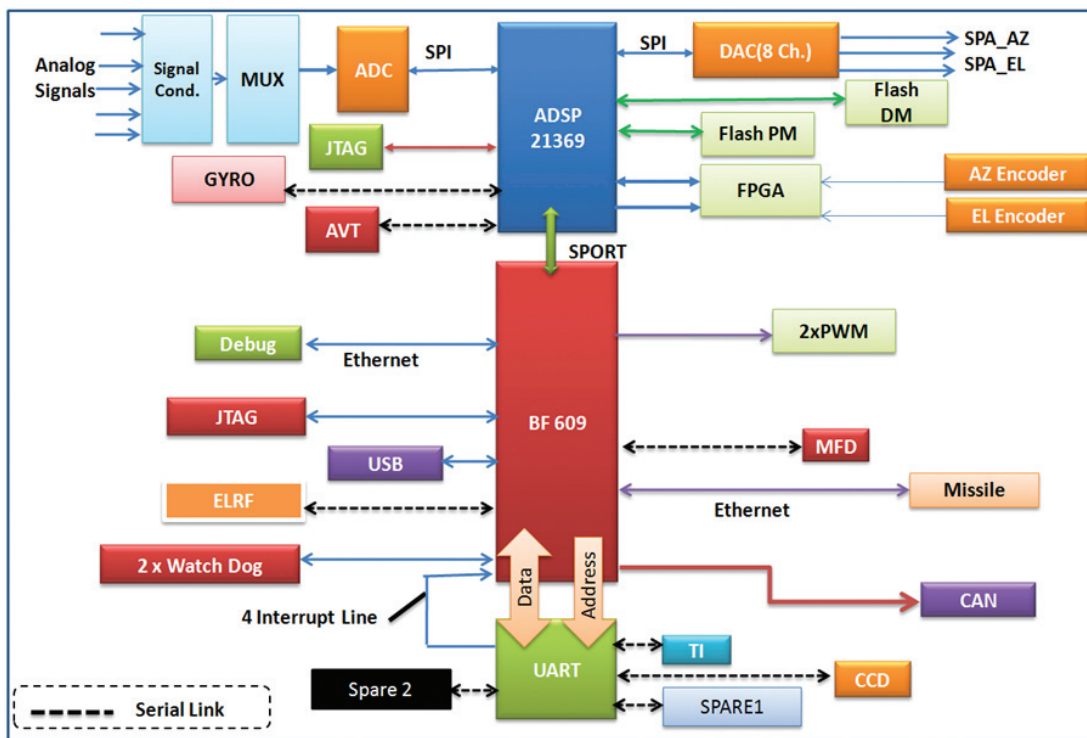 Analog
Signals
Signal
Cond.
MUX
ADC
SPI
ADSP
21369
SPI
DAC(8 Ch.)
SPA_AZ
SPA_EL
Flash
DM
JTAG
Flash PM
GYRO
FPGA
AZ Encoder
AVT
EL Encoder
SPORT
Debug
Ethernet
2xPWM
JTAG
BF 609
USB
MFD
ELRF
Missile
Ethernet
2 x Watch Dog
Data
Address
CAN
4 Interrupt Line
UART
TI
Spare 2
CCD
SPARE1
Serial Link